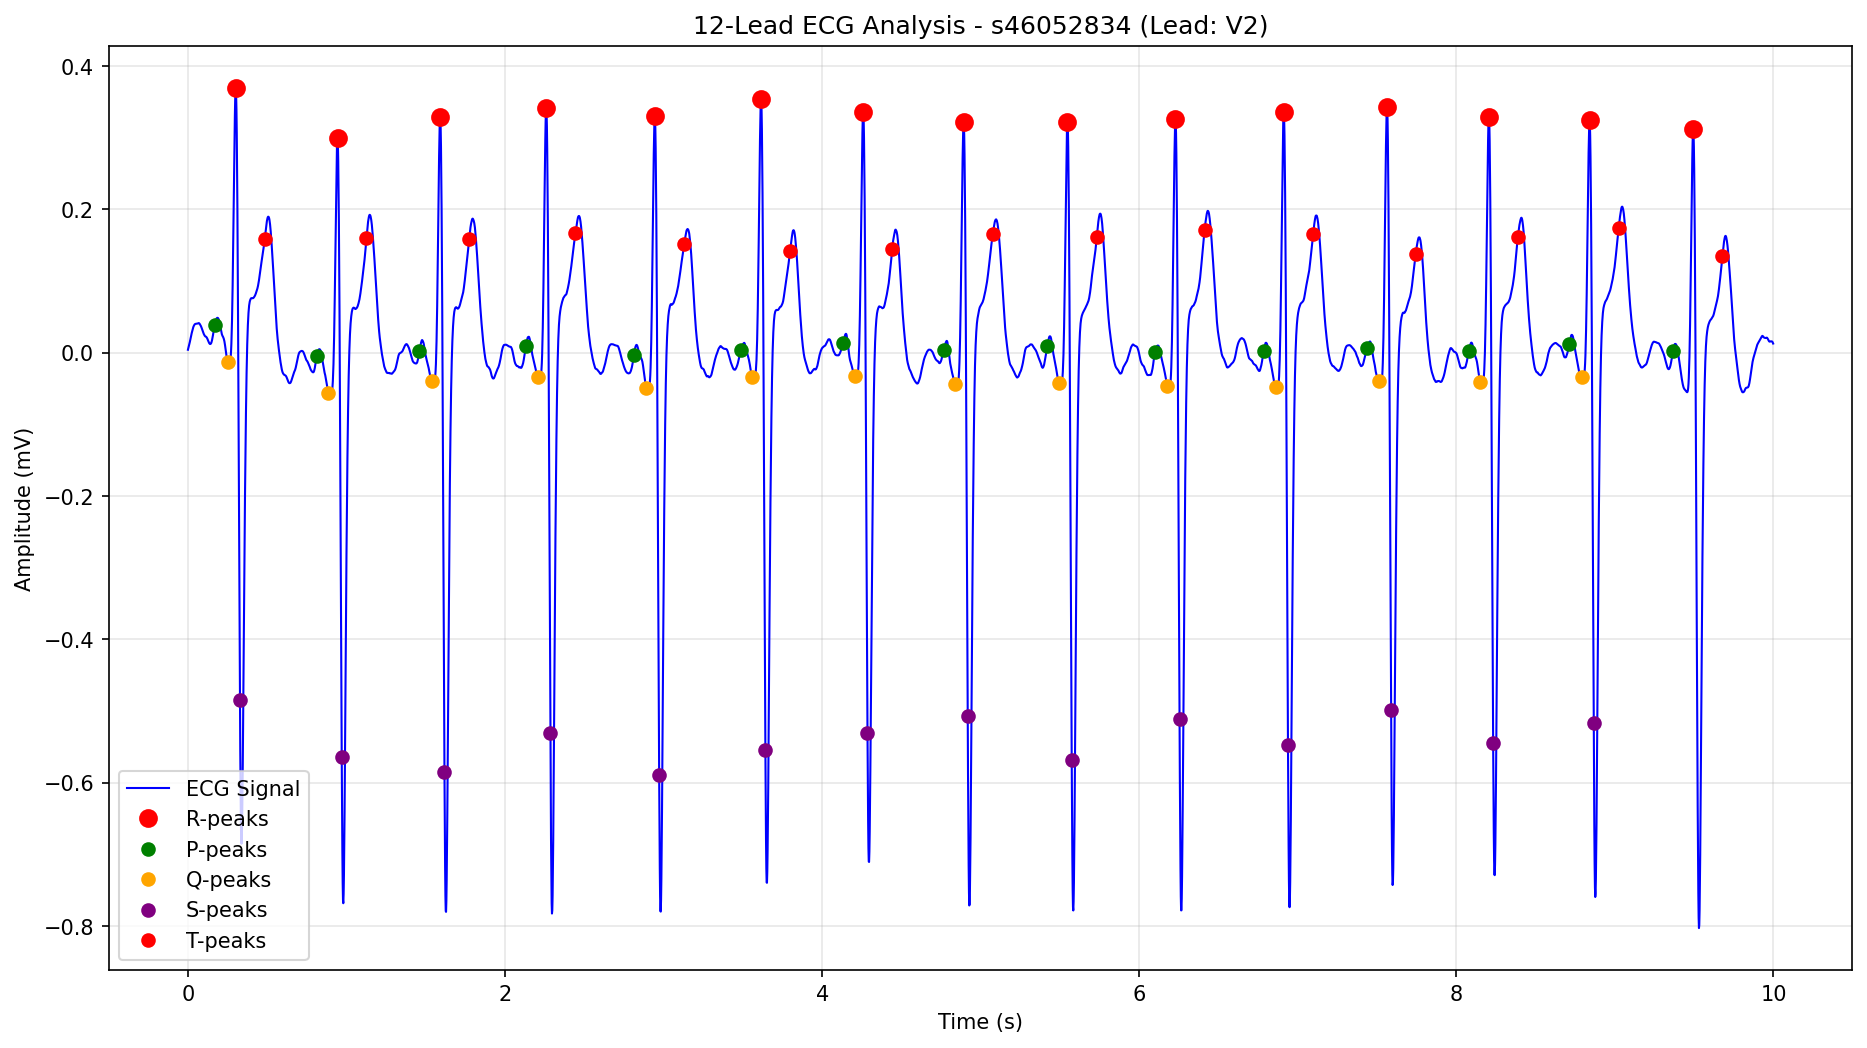 12-Lead ECG Analysis - s46052834 (Lead: V2)
0.4
0.2
0.0
−0.2
−0.4
−0.6
−0.8
Amplitude (mV)
ECG Signal
R-peaks
P-peaks
Q-peaks
S-peaks
T-peaks
0 2 4 6 8 10
Time (s)